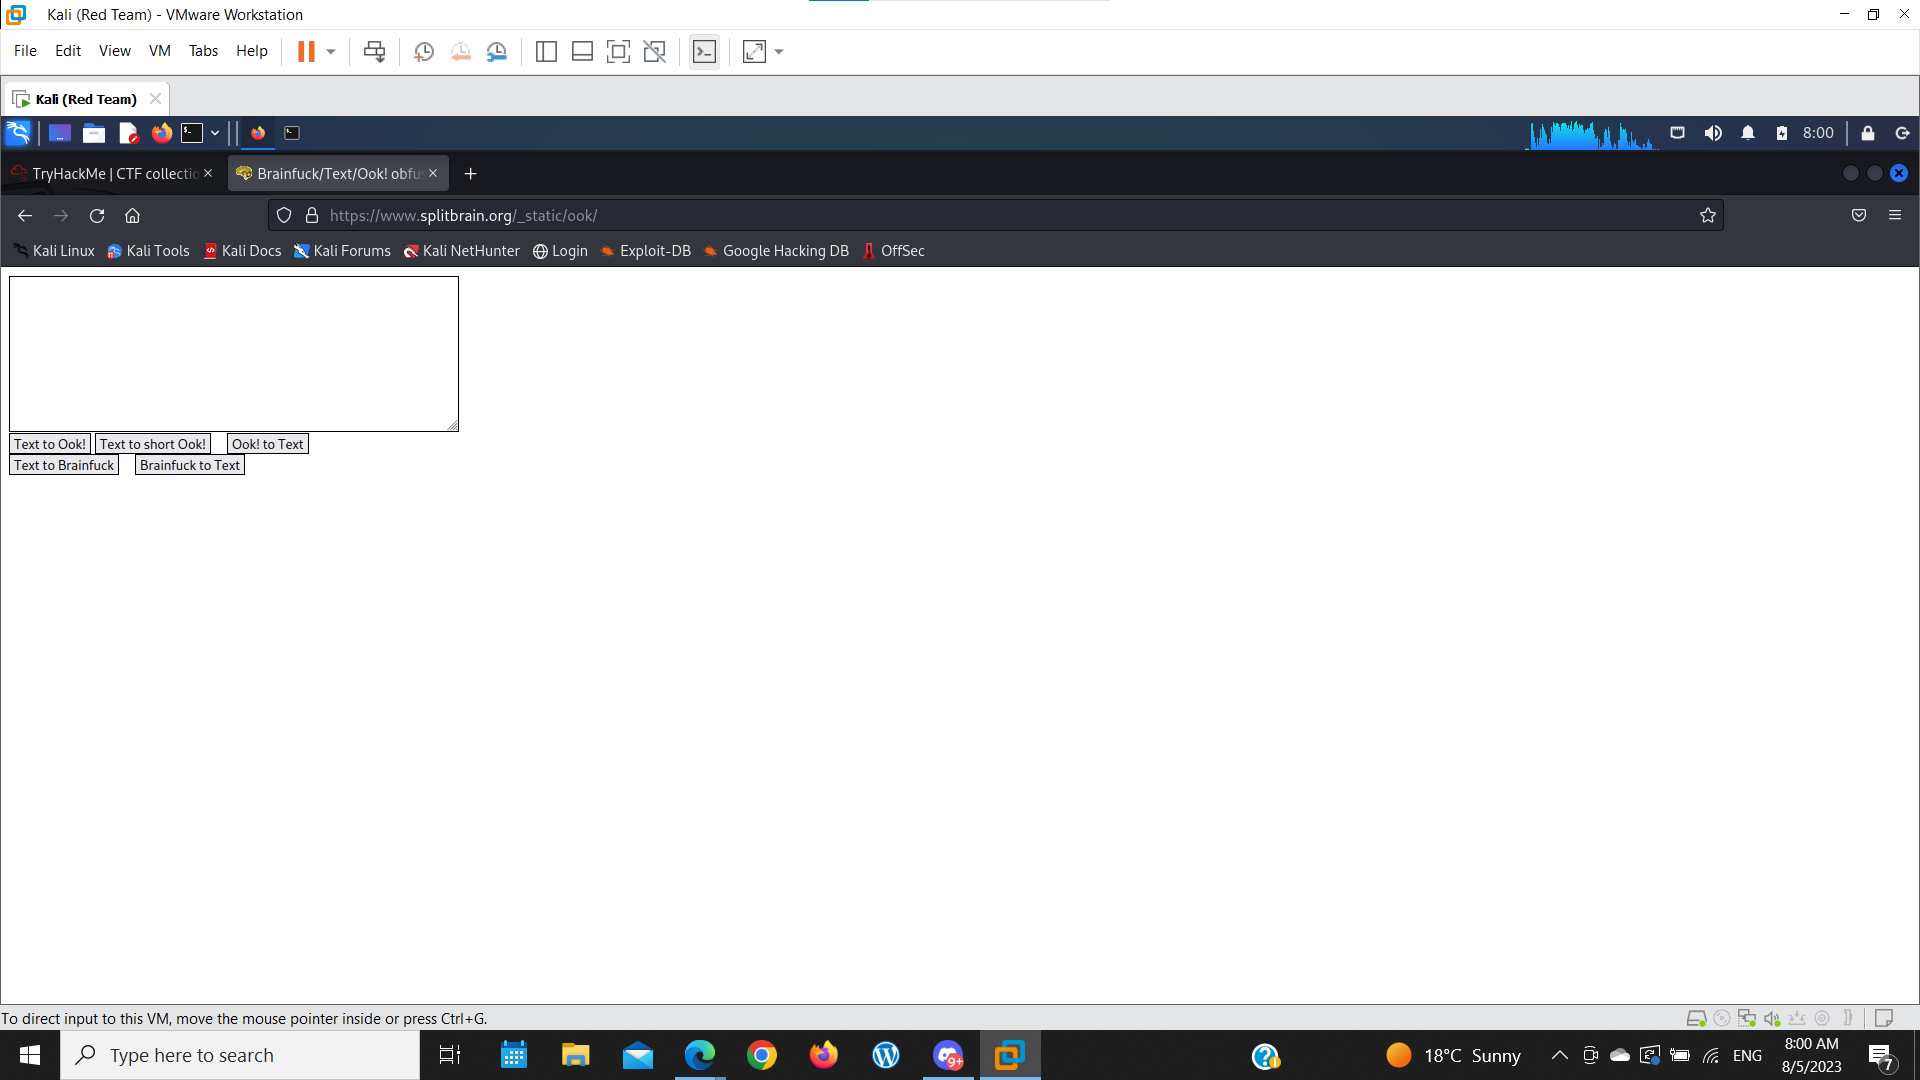 Kali (Red Team) - VMware Workstation
File Edit View VM Tabs Help
Kali (Red Team)
8:00
TryHackMe | CTF collectio
Brainfuck/Text/Ook! obfus
https://www.splitbrain.org/_static/ook/
Kali Linux Kali Tools Kali Docs Kali Forums Kali NetHunter Login Exploit-DB Google Hacking DB OffSec
Text to Ook! Text to short Ook! Ook! to Text
Text to Brainfuck Brainfuck to Text
To direct input to this VM, move the mouse pointer inside or press Ctrl+G.
Type here to search
9+
18°C Sunny
ENG
8:00 AM
8/5/2023
7